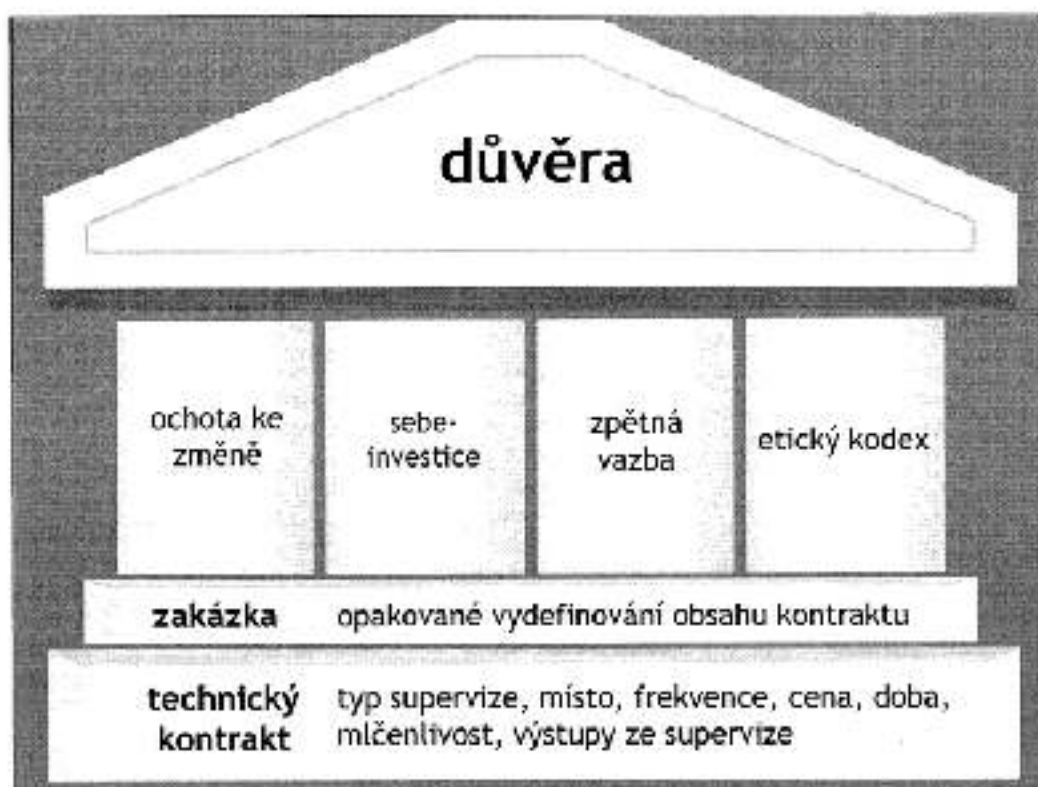 důvěra
ochota ke
změně
sebe-
investice
zpětná
vazba
etický kodex
zakázka opakované vydefinování obsahu kontraktu
technický
kontrakt
typ supervize, místo, frekvence, cena, doba,
mlčenlivost, výstupy ze supervize